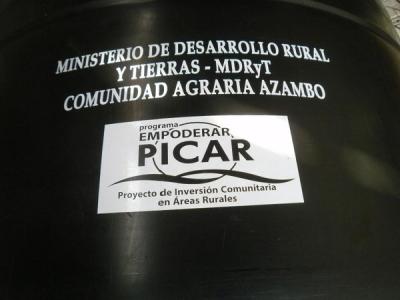 MINISTERIO DE DESARROLLO RURAL
Y TIERRAS - MDRyT
COMUNIDAD AGRARIA AZAMBO
programa
EMPODERAR
PICAR
Proyecto de Inversión Comunitaria
en Áreas Rurales